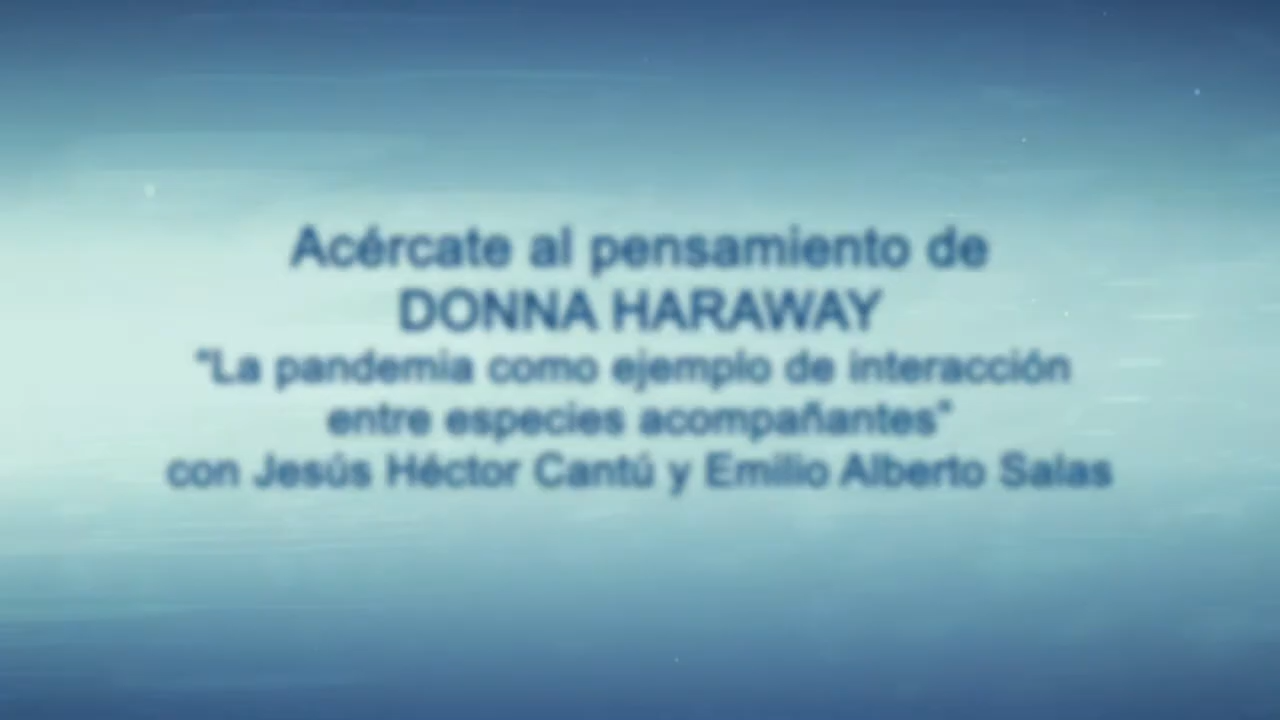 Acércate al pensamiento de
DONNA HARAWAY
"La pandemia como ejemplo de interacción
entre especies acompañantes"
con Jesús Héctor Cantú y Emilio Alberto Salas